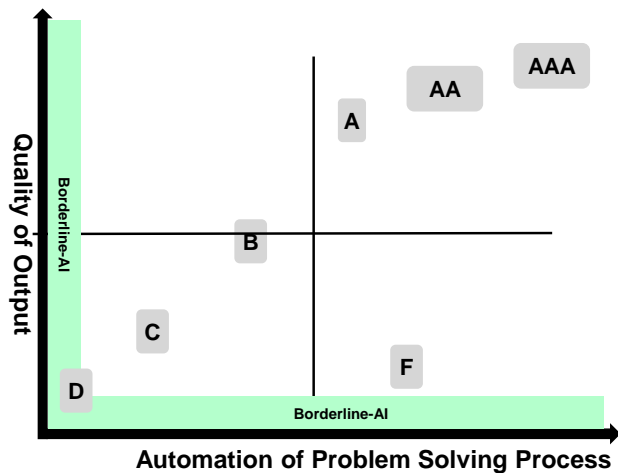 AAA
AA
A
Quality of Output
Borderline-AI
B
C
F
D
Borderline-AI
Automation of Problem Solving Process